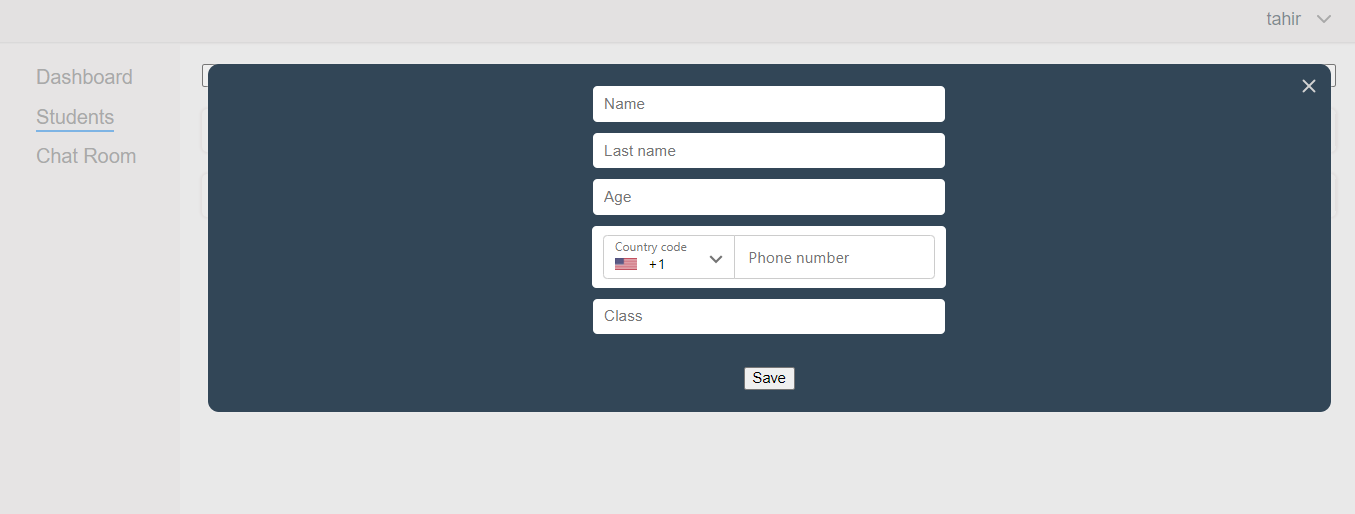 tahir
Dashboard
Students
Chat Room
Name
Last name
Age
Country code
+1
Phone number
Class
Save